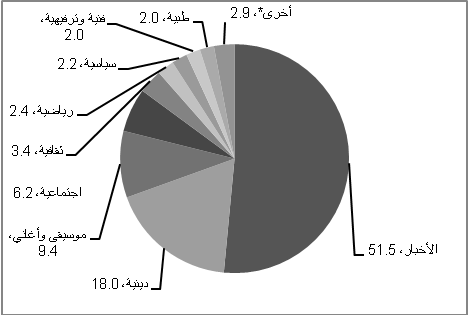 أخرى*، 2.9
طبية، 2.0
فنية وترفيهية،
2.0
سياسية، 2.2
رياضية، 2.4
ثقافية، 3.4
اجتماعية، 6.2
موسيقى وأغاني،
9.4
دينية، 18.0
الأخبار، 51.5